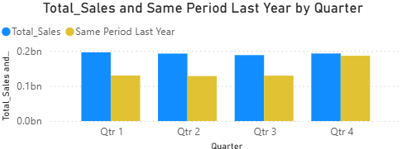 Total_Sales and Same Period Last Year by Quarter
Total_Sales Same Period Last Year
0.2bn
0.1bn
0.0bn
Total_Sales and...
Qtr 1 Qtr 2 Qtr 3 Qtr 4
Quarter